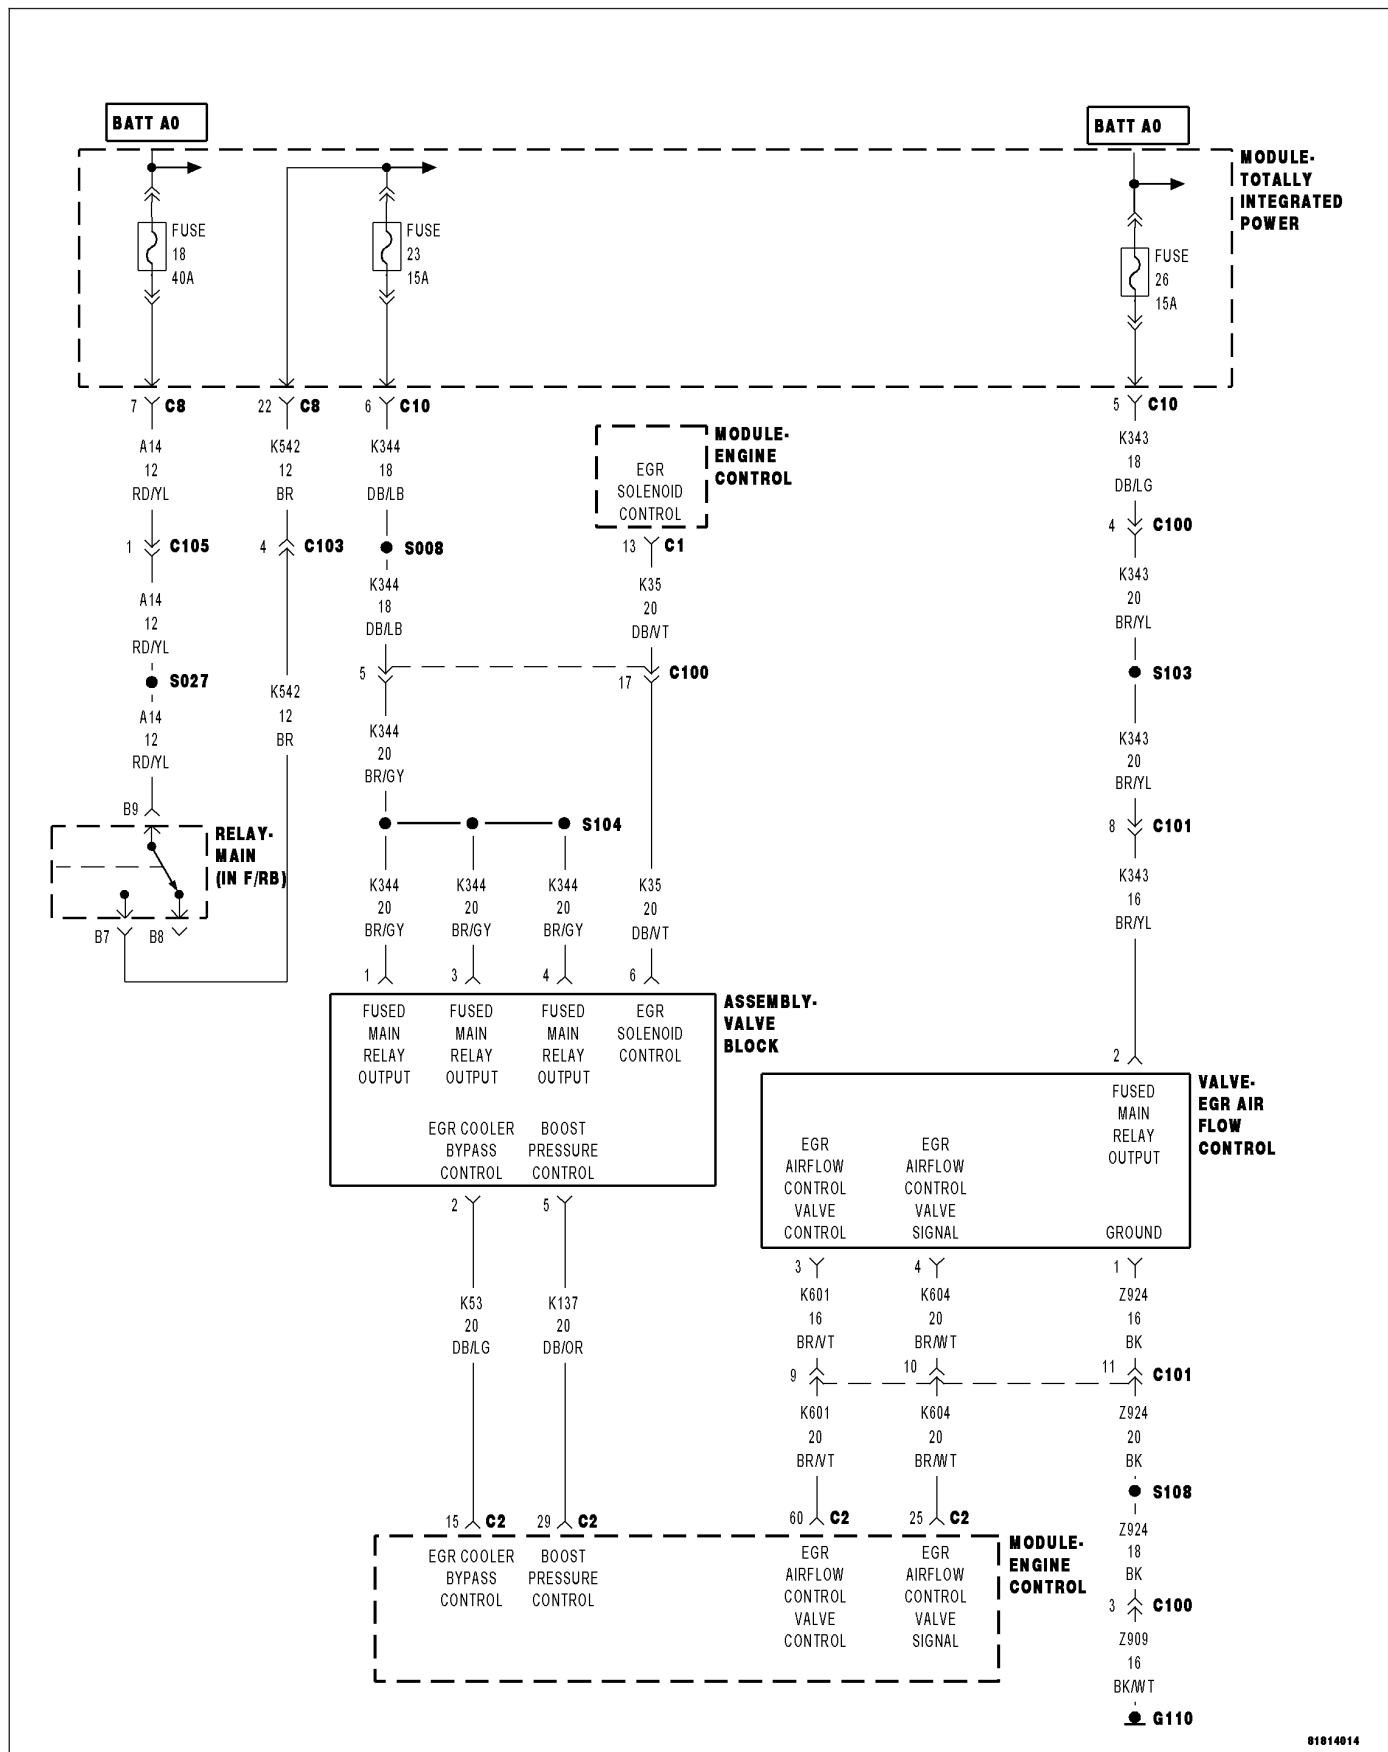 BATT A0
BATT A0
MODULE-
TOTALLY
INTEGRATED
POWER
FUSE
18
40A
FUSE
23
15A
FUSE
26
15A
7 C8
22 C8
6 C10
5 C10
A14
12
RD/YL
K542
12
BR
K344
18
DB/LB
MODULE-
ENGINE
CONTROL
EGR
SOLENOID
CONTROL
K343
18
DB/LG
4 C100
1 C105
4 C103
S008
13 C1
A14
12
RD/YL
K344
18
DB/LB
K35
20
DB/VT
K343
20
BR/YL
S027
5
17 C100
S103
A14
12
RD/YL
K542
12
BR
K344
20
BR/GY
K343
20
BR/YL
B9
RELAY-
MAIN
(IN F/RB)
S104
8 C101
B7
B8
K344
20
BR/GY
K344
20
BR/GY
K344
20
BR/GY
K35
20
DB/VT
K343
16
BR/YL
1
3
4
6
ASSEMBLY-
VALVE
BLOCK
FUSED
MAIN
RELAY
OUTPUT
FUSED
MAIN
RELAY
OUTPUT
FUSED
MAIN
RELAY
OUTPUT
EGR
SOLENOID
CONTROL
EGR COOLER
BYPASS
CONTROL
BOOST
PRESSURE
CONTROL
2
VALVE-
EGR AIR
FLOW
CONTROL
FUSED
MAIN
RELAY
OUTPUT
EGR
AIRFLOW
CONTROL
VALVE
CONTROL
EGR
AIRFLOW
CONTROL
VALVE
SIGNAL
GROUND
2
5
3
4
1
K53
20
DB/LG
K137
20
DB/OR
K601
16
BR/VT
K604
20
BR/WT
Z924
16
BK
9
10
11 C101
K601
20
BR/VT
K604
20
BR/WT
Z924
20
BK
S108
15 C2
29 C2
60 C2
25 C2
MODULE-
ENGINE
CONTROL
EGR COOLER
BYPASS
CONTROL
BOOST
PRESSURE
CONTROL
EGR
AIRFLOW
CONTROL
VALVE
CONTROL
EGR
AIRFLOW
CONTROL
VALVE
SIGNAL
Z924
18
BK
3 C100
Z909
16
BK/WT
G110
81814014